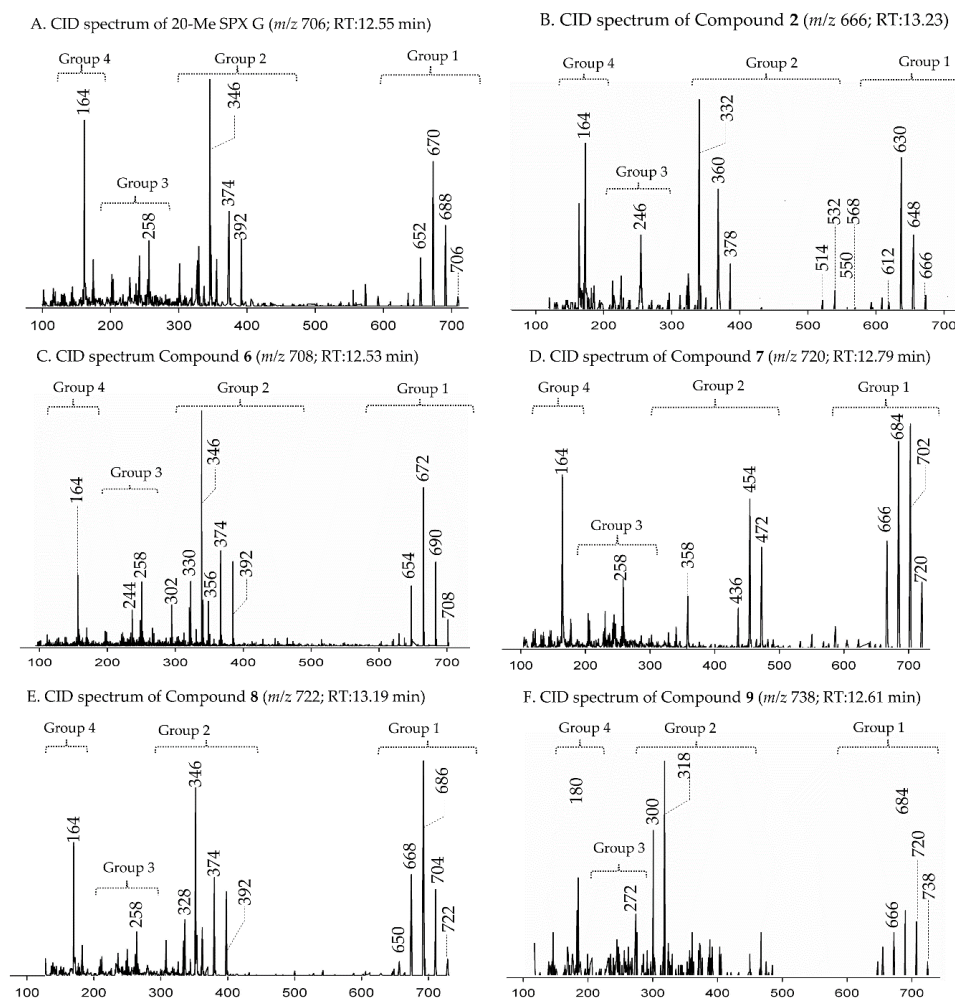 A. CID spectrum of 20-Me SPX G (m/z 706; RT:12.55 min)
Group 4
Group 2
Group 1
164
346
670
Group 3
258
374
392
652
688
706
100 200 300 400 500 600 700
B. CID spectrum of Compound 2 (m/z 666; RT:13.23)
Group 4
Group 2
Group 1
332
164
630
Group 3
360
246
532
568
648
378
514
550
612
666
100 200 300 400 500 600 700
C. CID spectrum Compound 6 (m/z 708; RT:12.53 min)
Group 4
Group 2
Group 1
346
164
672
Group 3
374
330
690
258
356
392
302
654
244
708
100 200 300 400 500 600 700
D. CID spectrum of Compound 7 (m/z 720; RT:12.79 min)
Group 4
Group 2
Group 1
684
702
164
454
472
666
Group 3
258
358
720
436
100 200 300 400 500 600 700
E. CID spectrum of Compound 8 (m/z 722; RT:13.19 min)
Group 4
Group 2
Group 1
346
686
164
668
374
Group 3
704
328
392
258
722
650
100 200 300 400 500 600 700
F. CID spectrum of Compound 9 (m/z 738; RT:12.61 min)
Group 4
Group 2
Group 1
318
180
300
684
720
Group 3
272
738
666
100 200 300 400 500 600 700